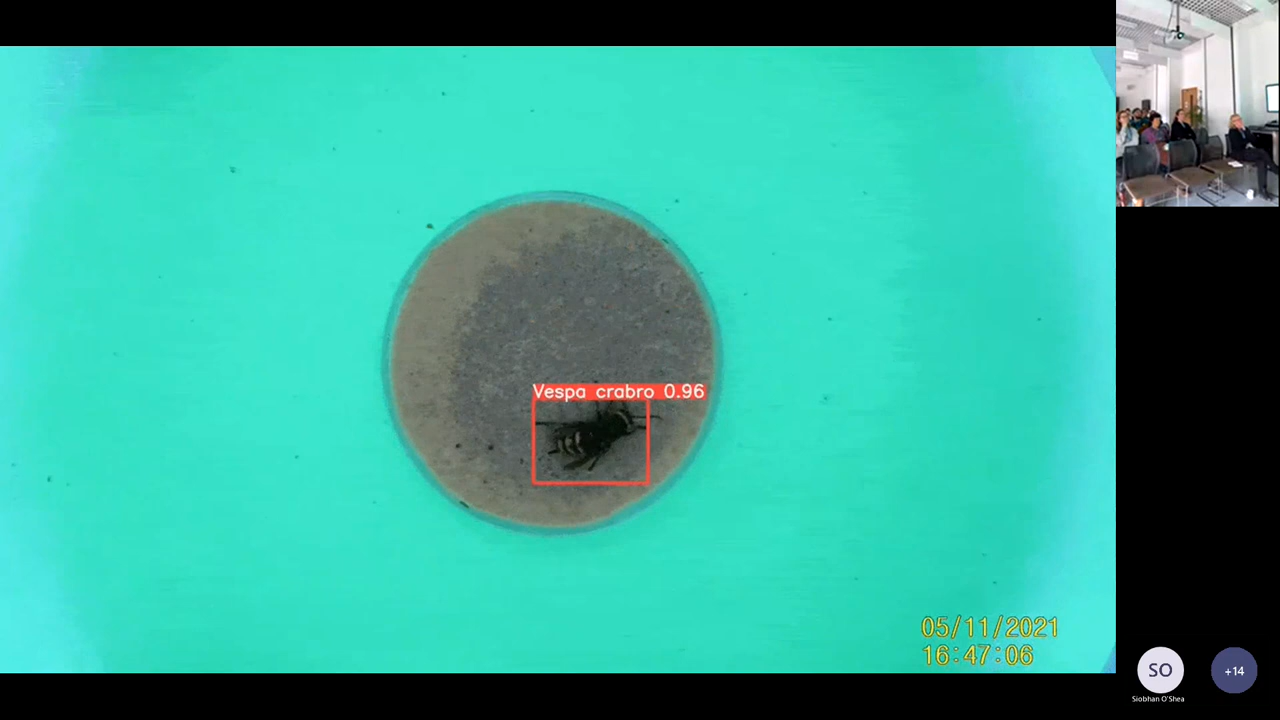 Vespa crabro 0.96
05/11/2021
16:47:06
SO
+14
Siobhan O'Shea